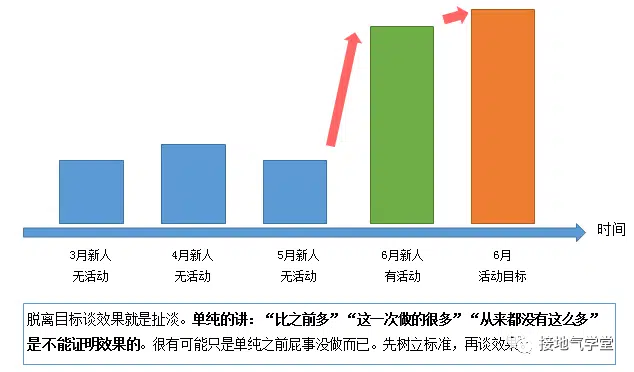 时间
3月新人 4月新人 5月新人 6月新人 6月
无活动 无活动 无活动 有活动 活动目标
脱离目标谈效果就是扯淡。单纯的讲：“比之前多”“这一次做的很多”“从来都没有这么多”
是不能证明效果的。很有可能只是单纯之前屁事没做而已。先树立标准，再谈效果
接地气学堂